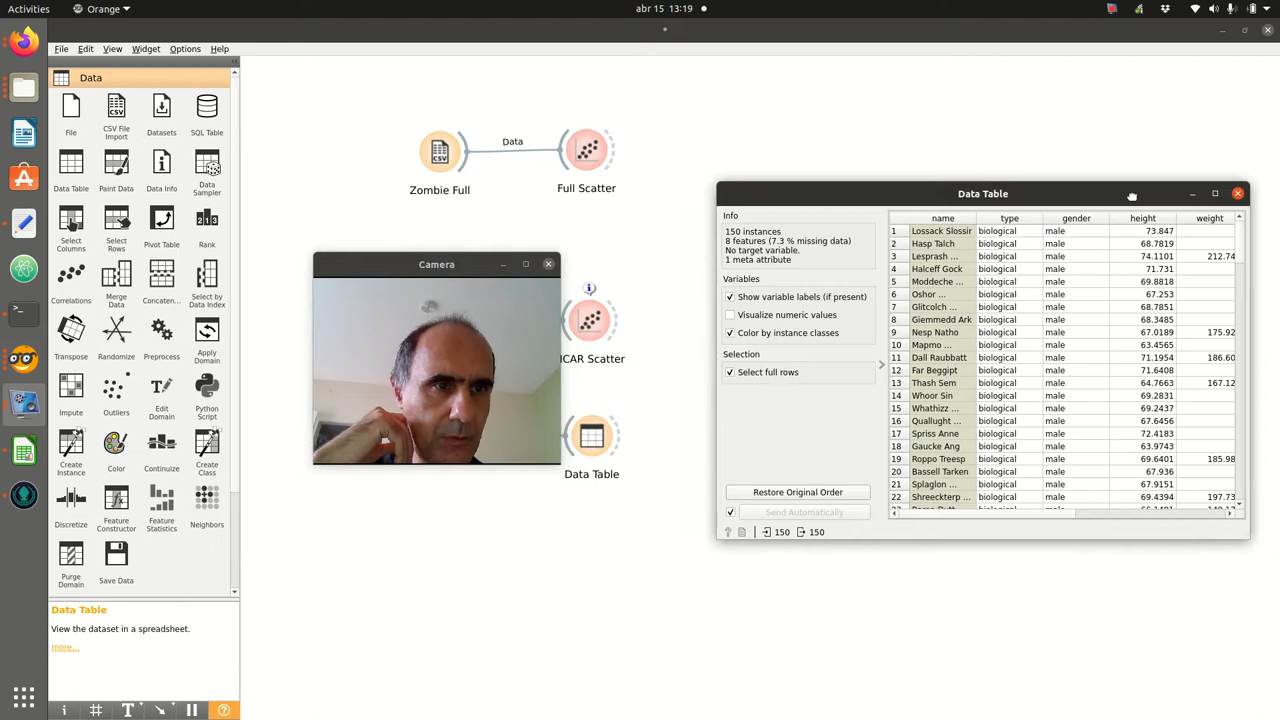 Activities
Orange
abr 15 13:19
File Edit View Widget Options Help
Data
File
CSV File Import
Datasets
SQL Table
Data Table
Paint Data
Data Info
Data Sampler
Select Columns
Select Rows
Pivot Table
Rank
Correlations
Merge Data
Concaten...
Select by Data Index
Transpose
Randomize
Preprocess
Apply Domain
Impute
Outliers
Edit Domain
Python Script
Create Instance
Color
Continuize
Create Class
Discretize
Feature Constructor
Feature Statistics
Neighbors
Purge Domain
Save Data
Data Table
View the dataset in a spreadsheet.
more...
Data
Zombie Full
Full Scatter
Camera
ICAR Scatter
Data Table
Data Table
Info
150 instances
8 features (7.3 % missing data)
No target variable.
1 meta attribute
Variables
Show variable labels (if present)
Visualize numeric values
Color by instance classes
Selection
Select full rows
Restore Original Order
Send Automatically
150 150
name type gender height weight
1 Lossack Slossir biological male 73.847
2 Hasp Talch biological male 68.7819
3 Lesprash ... biological male 74.1101 212.74
4 Halceff Gock biological male 71.731
5 Moddeche ... biological male 69.8818
6 Oshor ... biological male 67.253
7 Glitcolch ... biological male 68.7851
8 Giemmedd Ark biological male 68.3485
9 Nesp Natho biological male 67.0189 175.92
10 Mapmo ... biological male 63.4565
11 Dall Raubbatt biological male 71.1954 186.60
12 Far Beggipt biological male 71.6408
13 Thash Sem biological male 64.7663 167.12
14 Whoor Sin biological male 69.2831
15 Whathizz ... biological male 69.2437
16 Quallught ... biological male 67.6456
17 Spriss Anne biological male 72.4183
18 Gaucke Ang biological male 63.9743
19 Roppo Treesp biological male 69.6401 185.98
20 Bassell Tarken biological male 67.936
21 Splaglon ... biological male 67.9151
22 Shreeckterp ... biological male 69.4394 197.73